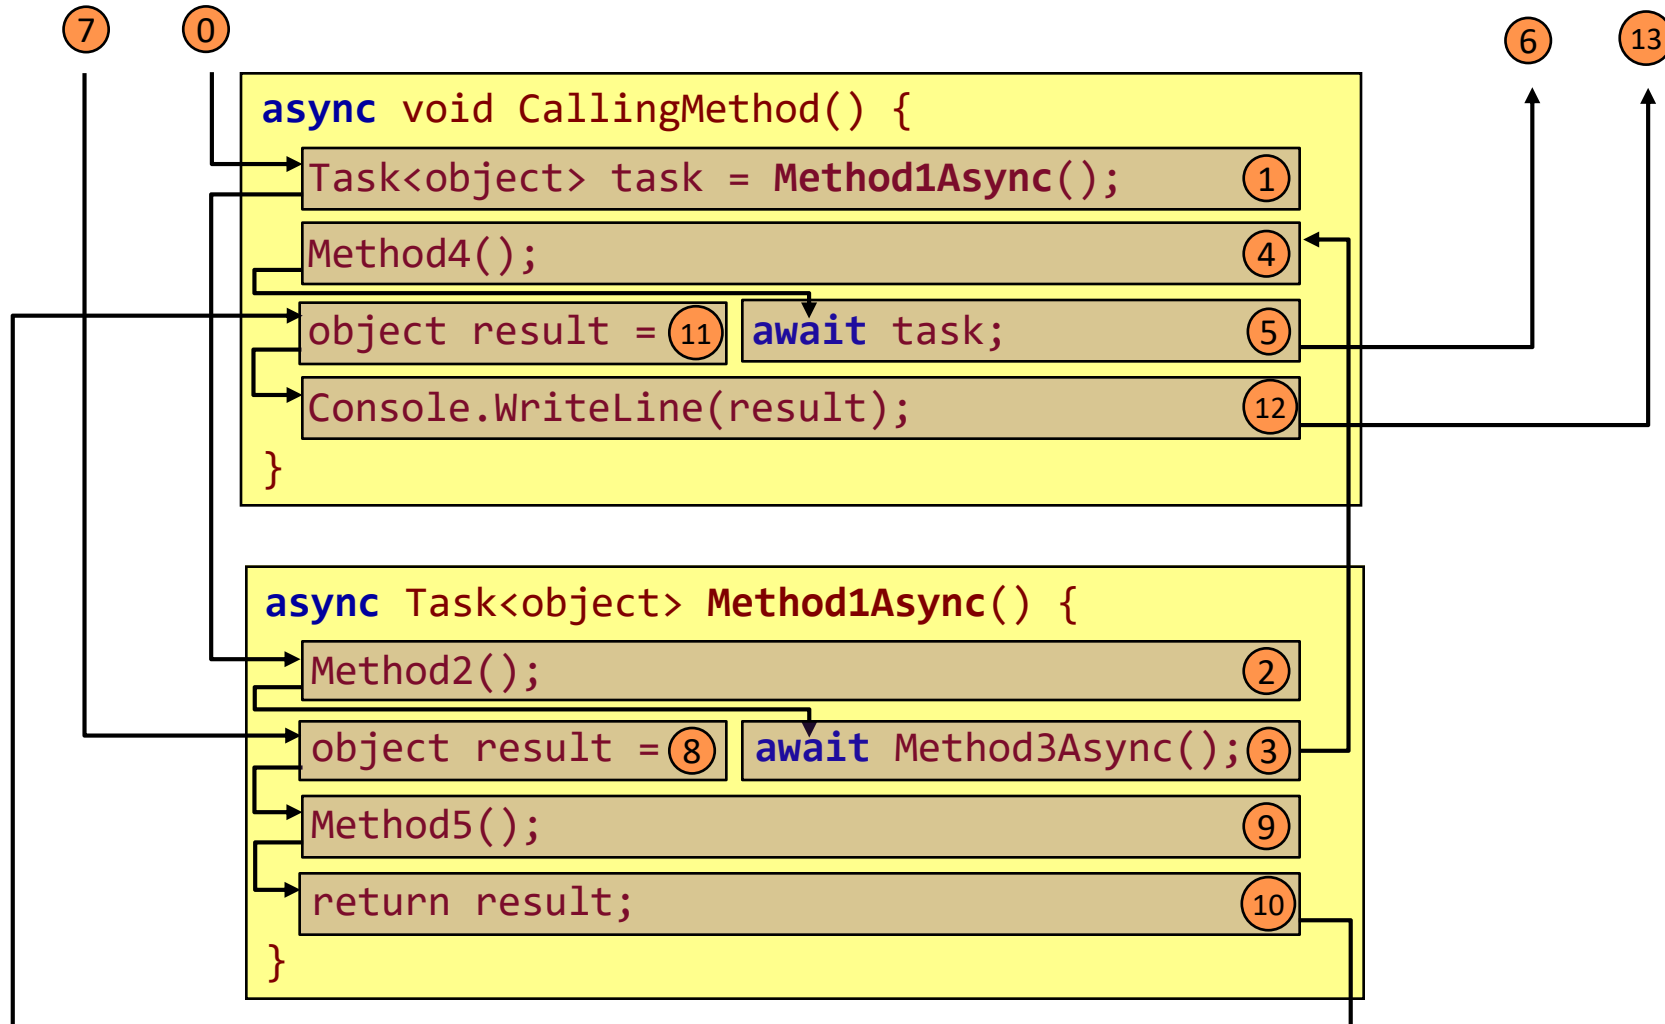 7 0 6 13
async void CallingMethod() {
Task<object> task = Method1Async(); 1
Method4(); 4
object result = 11 await task; 5
Console.WriteLine(result); 12
}
async Task<object> Method1Async() {
Method2(); 2
object result = 8 await Method3Async(); 3
Method5(); 9
return result; 10
}